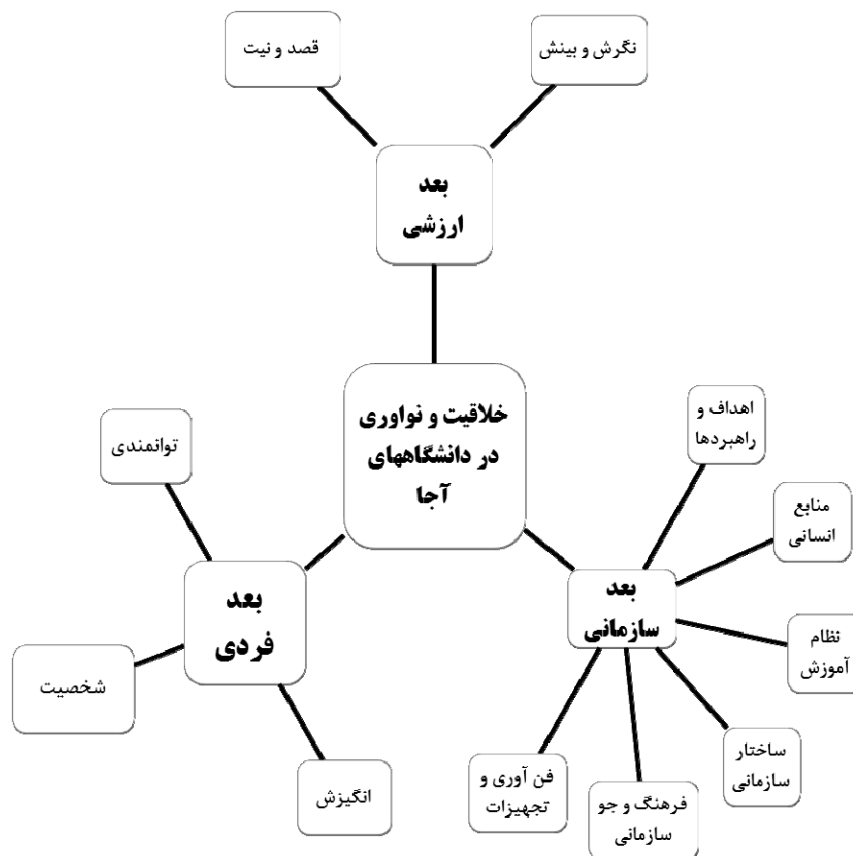 قصد و نیت
نگرش و بینش
بعد
ارزشی
خلاقیت و نواوری
در دانشگاههای
آجا
اهداف و
راهبردها
منابع
انسانی
نظام
آموزش
ساختار
سازمانی
فرهنگ و جو
سازمانی
فن آوری و
تجهیزات
بعد
سازمانی
توانمندی
بعد
فردی
شخصیت
انگیزش